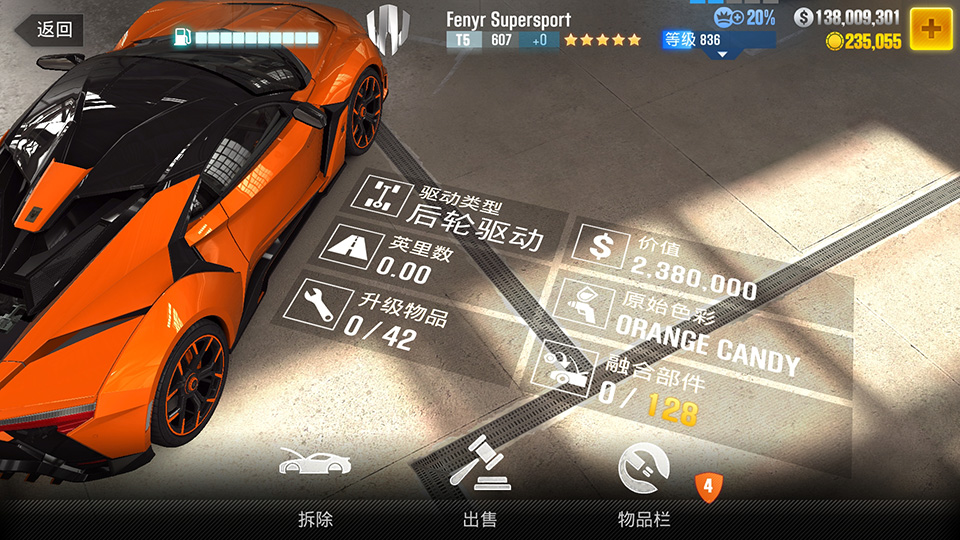 返回
Fenyr Supersport
T5 607 +0
20%
138,009,301
等级 836
235,055
驱动类型
后轮驱动
英里数
0.00
升级物品
0/42
价值
2,380,000
原始色彩
ORANGE CANDY
融合部件
0/128
4
拆除
出售
物品栏